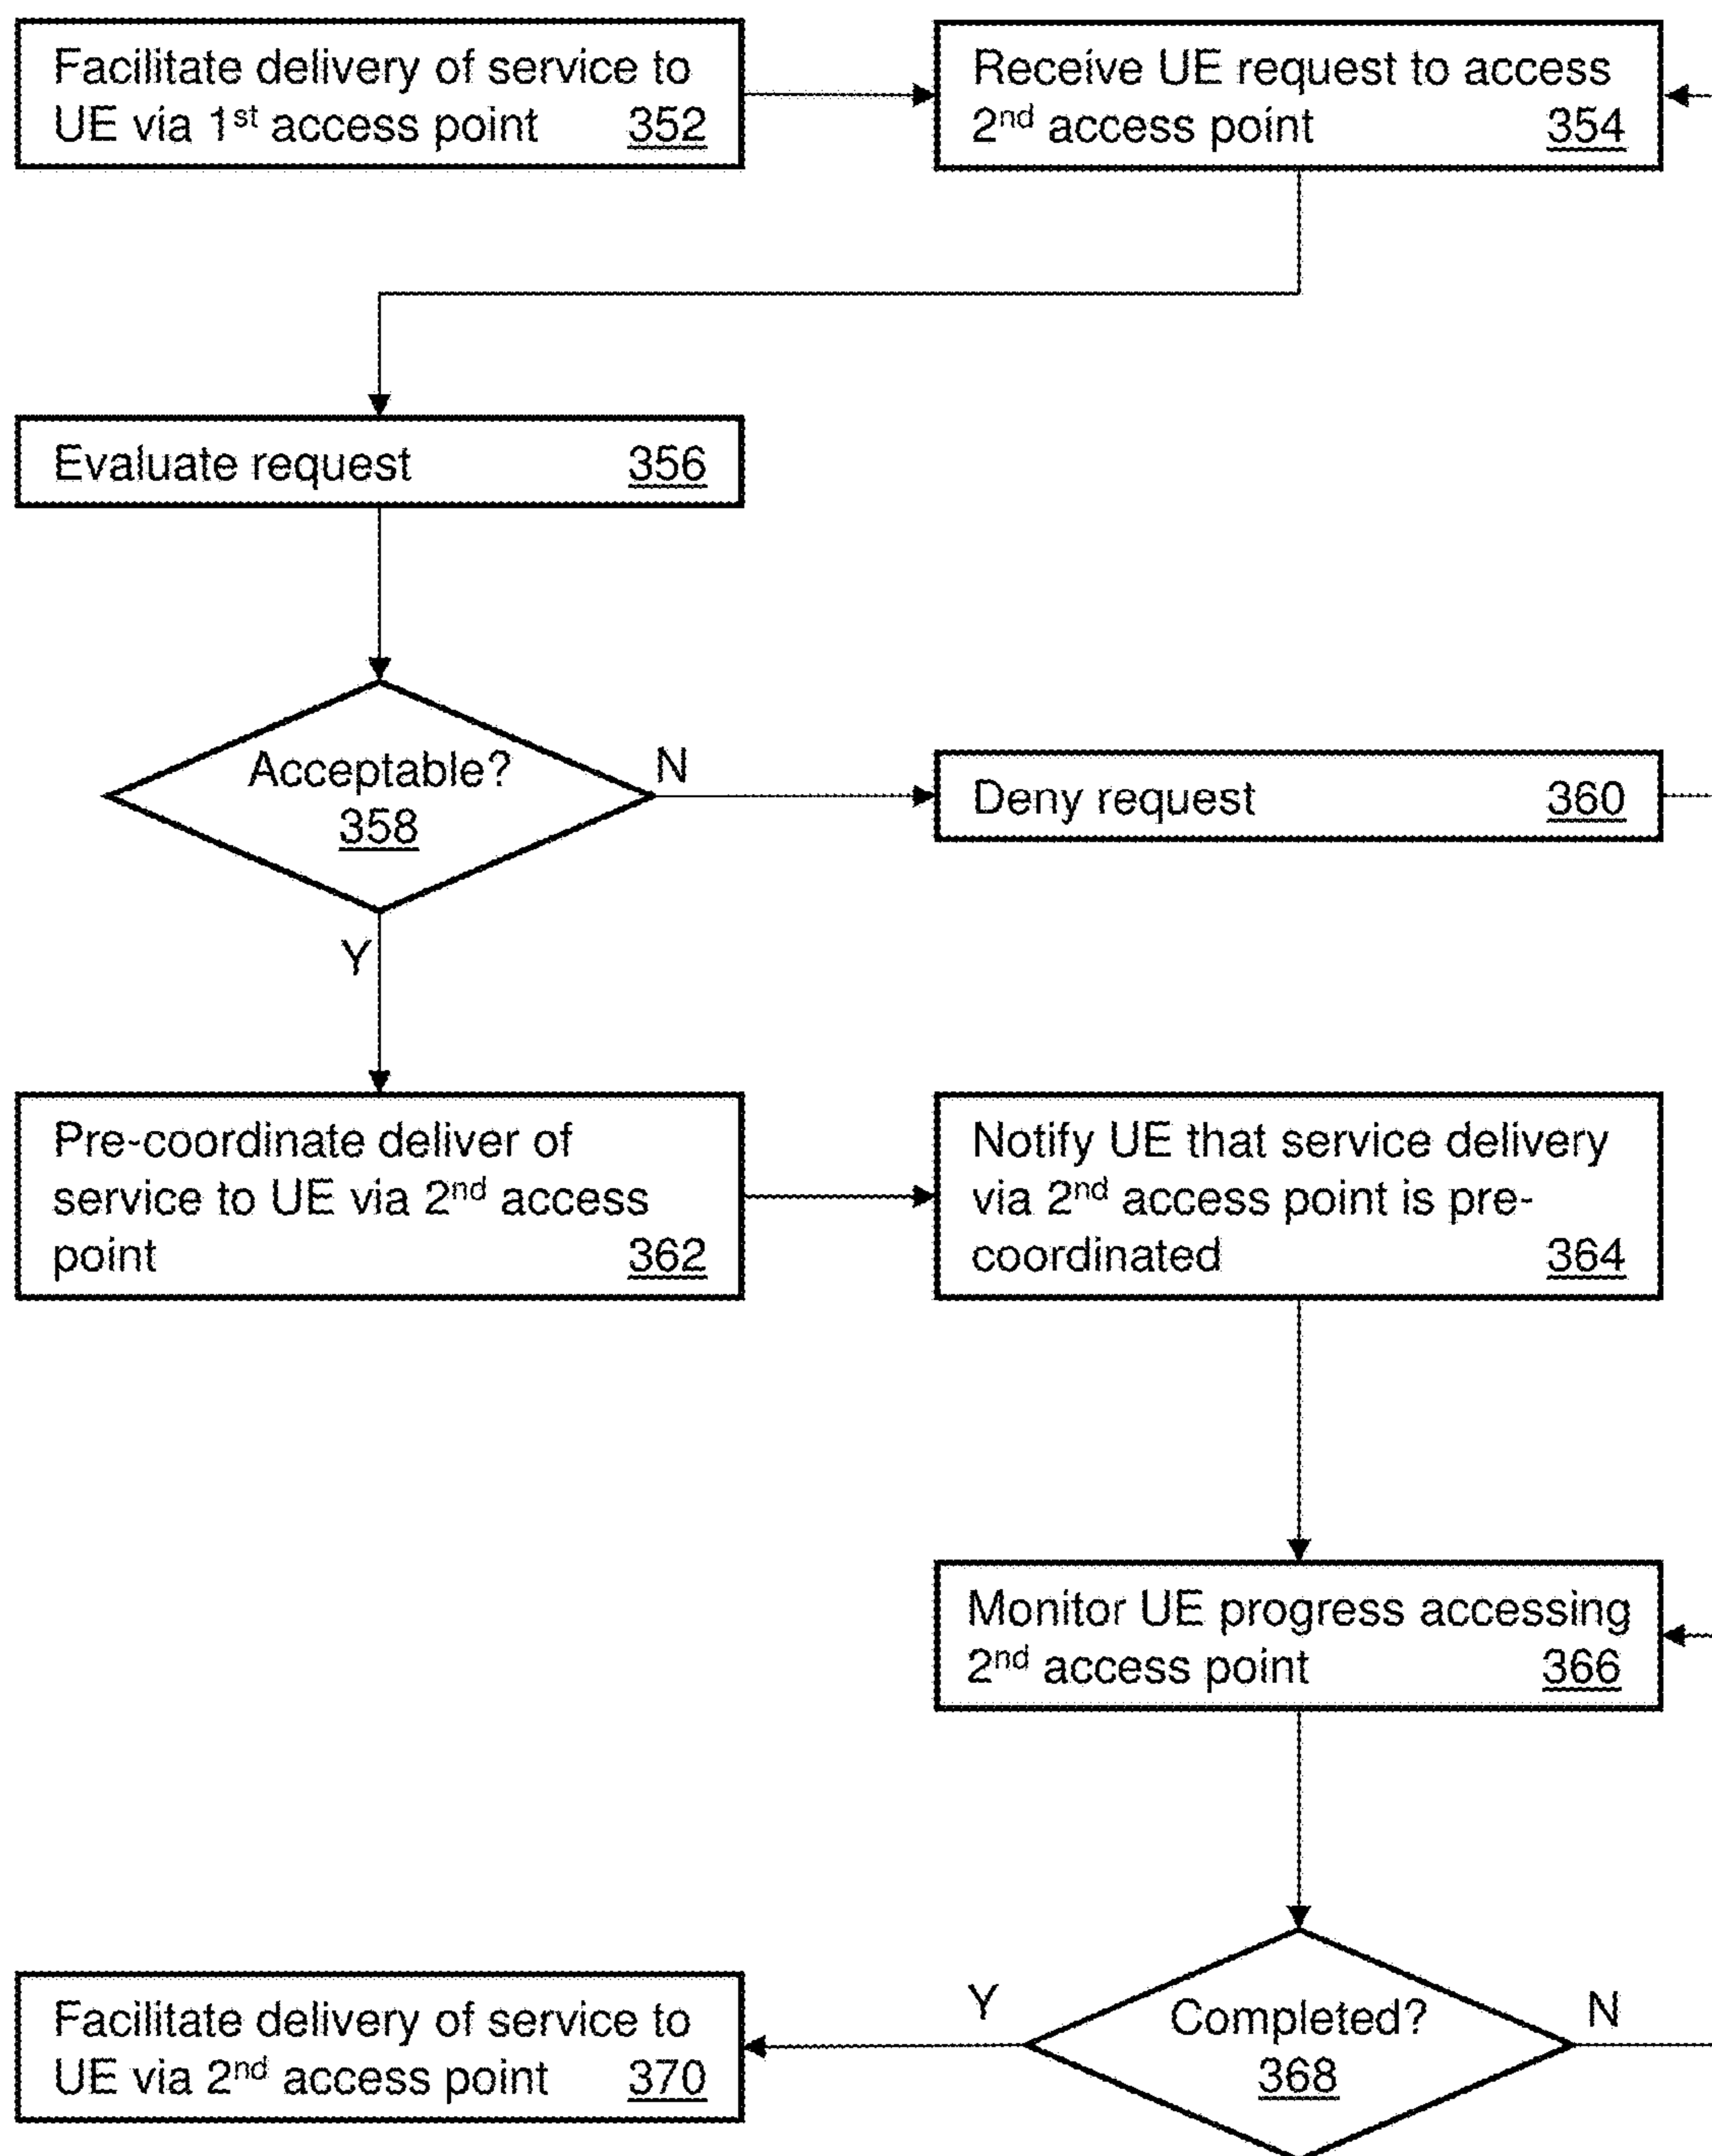 Facilitate delivery of service to
UE via 1st access point 352
Receive UE request to access
2nd access point 354
Evaluate request 356
Acceptable?
358
N
Y
Deny request 360
Pre-coordinate deliver of
service to UE via 2nd access
point 362
Notify UE that service delivery
via 2nd access point is pre-
coordinated 364
Monitor UE progress accessing
2nd access point 366
Completed?
368
Y
N
Facilitate delivery of service to
UE via 2nd access point 370